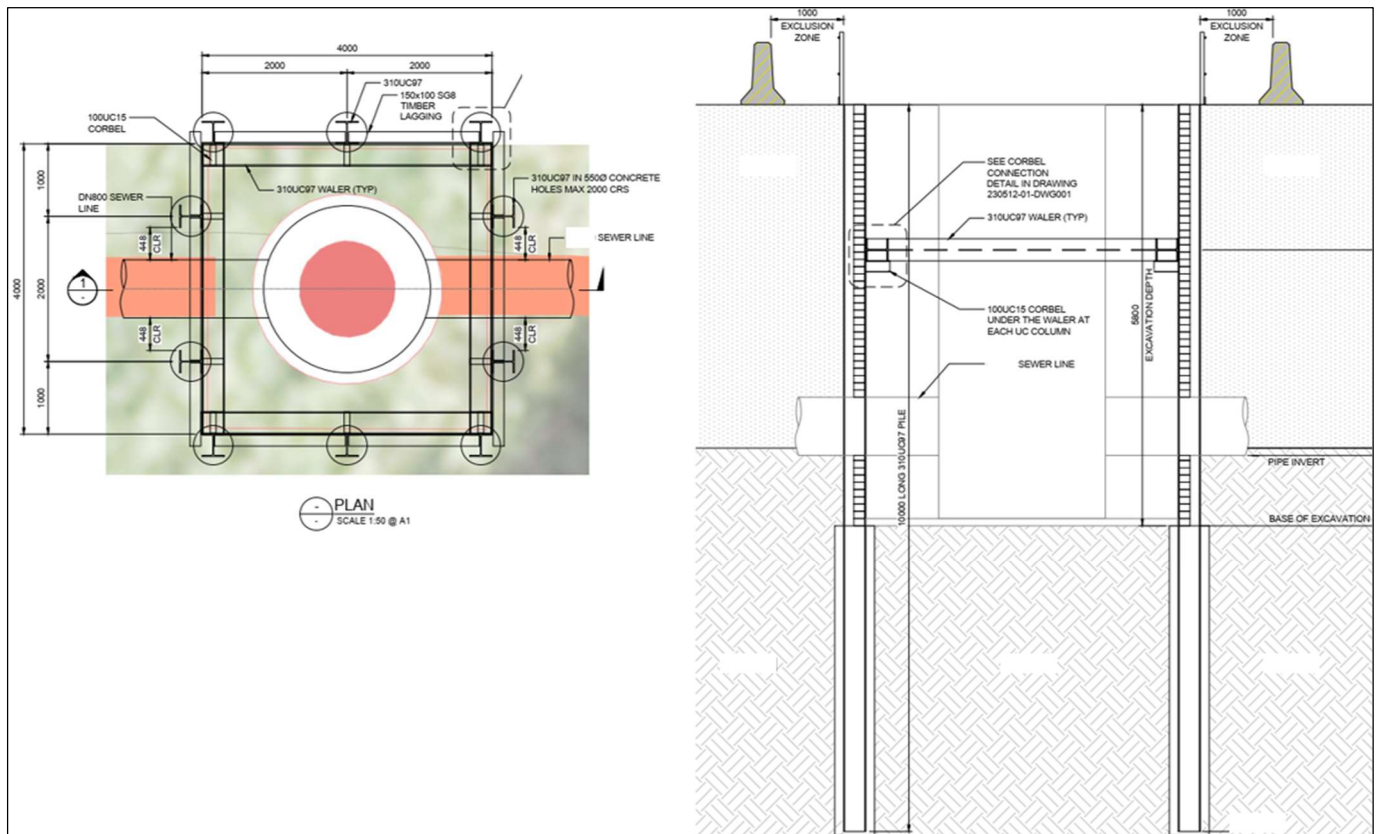 4000
2000
2000
310UC97
150x100 SG8
TIMBER
LAGGING
100UC15
CORBEL
4000
1000
2000
1000
DN800 SEWER
LINE
310UC97 WALER (TYP)
310UC97 IN 550Ø CONCRETE
HOLES MAX 2000 CRS
448
CLR
448
CLR
SEWER LINE
1
-
448
CLR
448
CLR
-
-
PLAN
SCALE 1:50 @ A1
1000
EXCLUSION
ZONE
1000
EXCLUSION
ZONE
SEE CORBEL
CONNECTION
DETAIL IN DRAWING
230512-01-DWG001
310UC97 WALER (TYP)
100UC15 CORBEL
UNDER THE WALER AT
EACH UC COLUMN
5800
EXCAVATION DEPTH
SEWER LINE
10000 LONG 310UC97 PILE
PIPE INVERT
BASE OF EXCAVATION